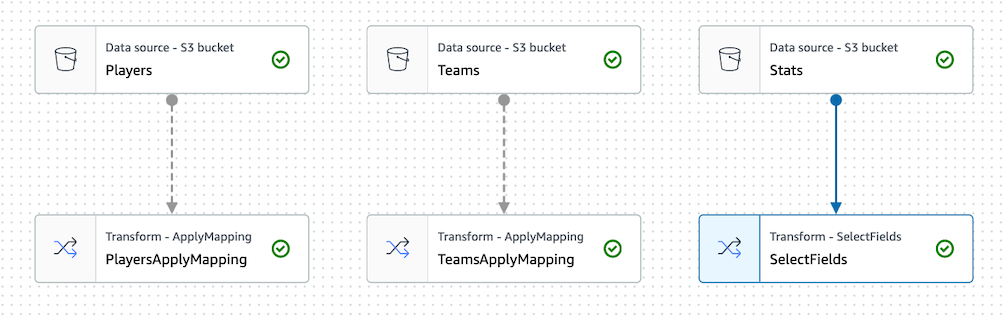 Data source - S3 bucket
Players
Data source - S3 bucket
Teams
Data source - S3 bucket
Stats
Transform - ApplyMapping
PlayersApplyMapping
Transform - ApplyMapping
TeamsApplyMapping
Transform - SelectFields
SelectFields